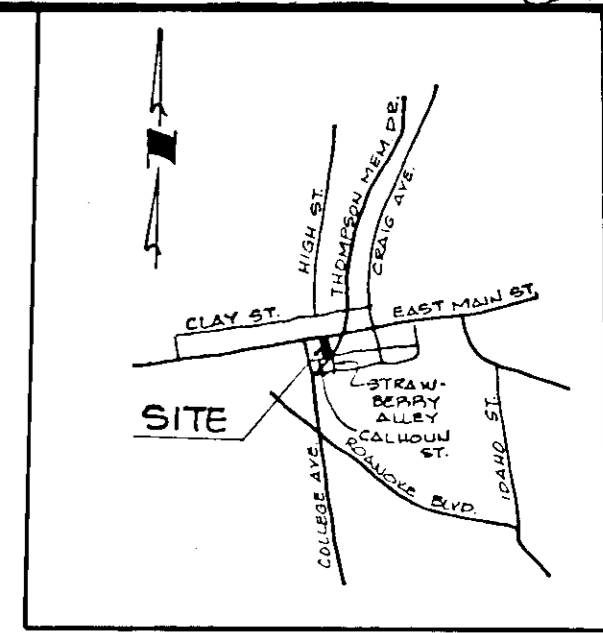 HIGH ST.
THOMPSON MEM. DR.
CRAIG AVE.
CLAY ST.
EAST MAIN ST.
SITE
STRAW-
BERRY
ALLEY
CALHOUN
ST.
ROANOKE BLVD.
IDAHO ST.
COLLEGE AVE.